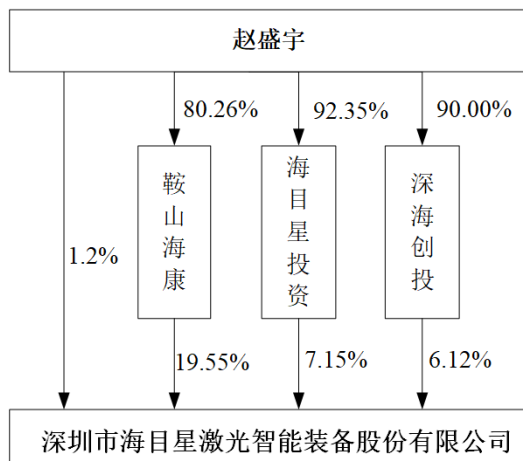 赵盛宇
80.26%
92.35%
90.00%
鞍山海康
海目星投资
深海创投
1.2%
19.55%
7.15%
6.12%
深圳市海目星激光智能装备股份有限公司